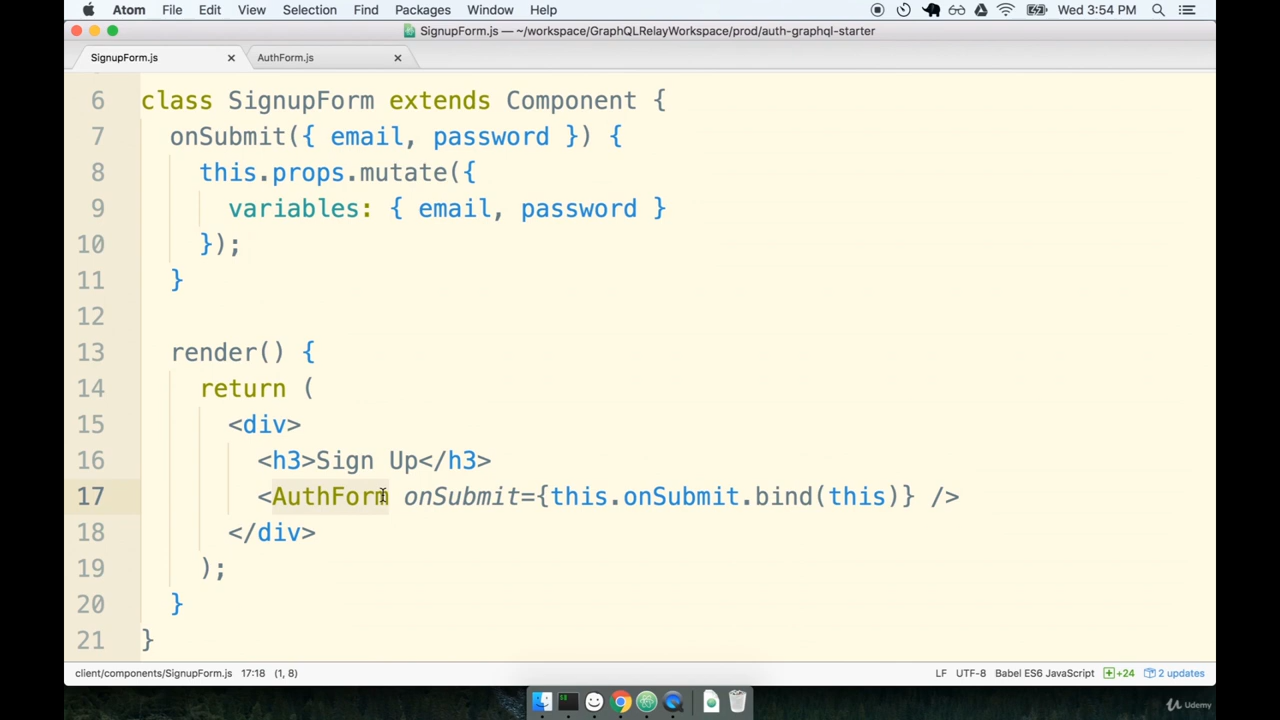 Atom File Edit View Selection Find Packages Window Help Wed 3:54 PM
SignupForm.js — ~/workspace/GraphQLRelayWorkspace/prod/auth-graphql-starter
SignupForm.js AuthForm.js
6 class SignupForm extends Component {
7 onSubmit({ email, password }) {
8 this.props.mutate({
9 variables: { email, password }
10 });
11 }
12
13 render() {
14 return (
15 <div>
16 <h3>Sign Up</h3>
17 <AuthForm onSubmit={this.onSubmit.bind(this)} />
18 </div>
19 );
20 }
21 }
client/components/SignupForm.js 17:18 (1, 8) LF UTF-8 Babel ES6 JavaScript +24 2 updates
Udemy